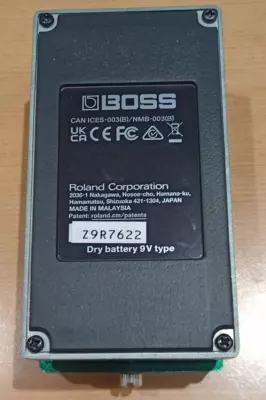 BOSS
CAN ICES-003(B)/NMB-003(B)
UK CA CE FC
Roland Corporation
2036-1 Nakagawa, Hosoe-cho, Hamana-ku,
Hamamatsu, Shizuoka 431-1304, JAPAN
MADE IN MALAYSIA
Patent: roland.cm/patents
Z9R7622
Dry battery 9V type